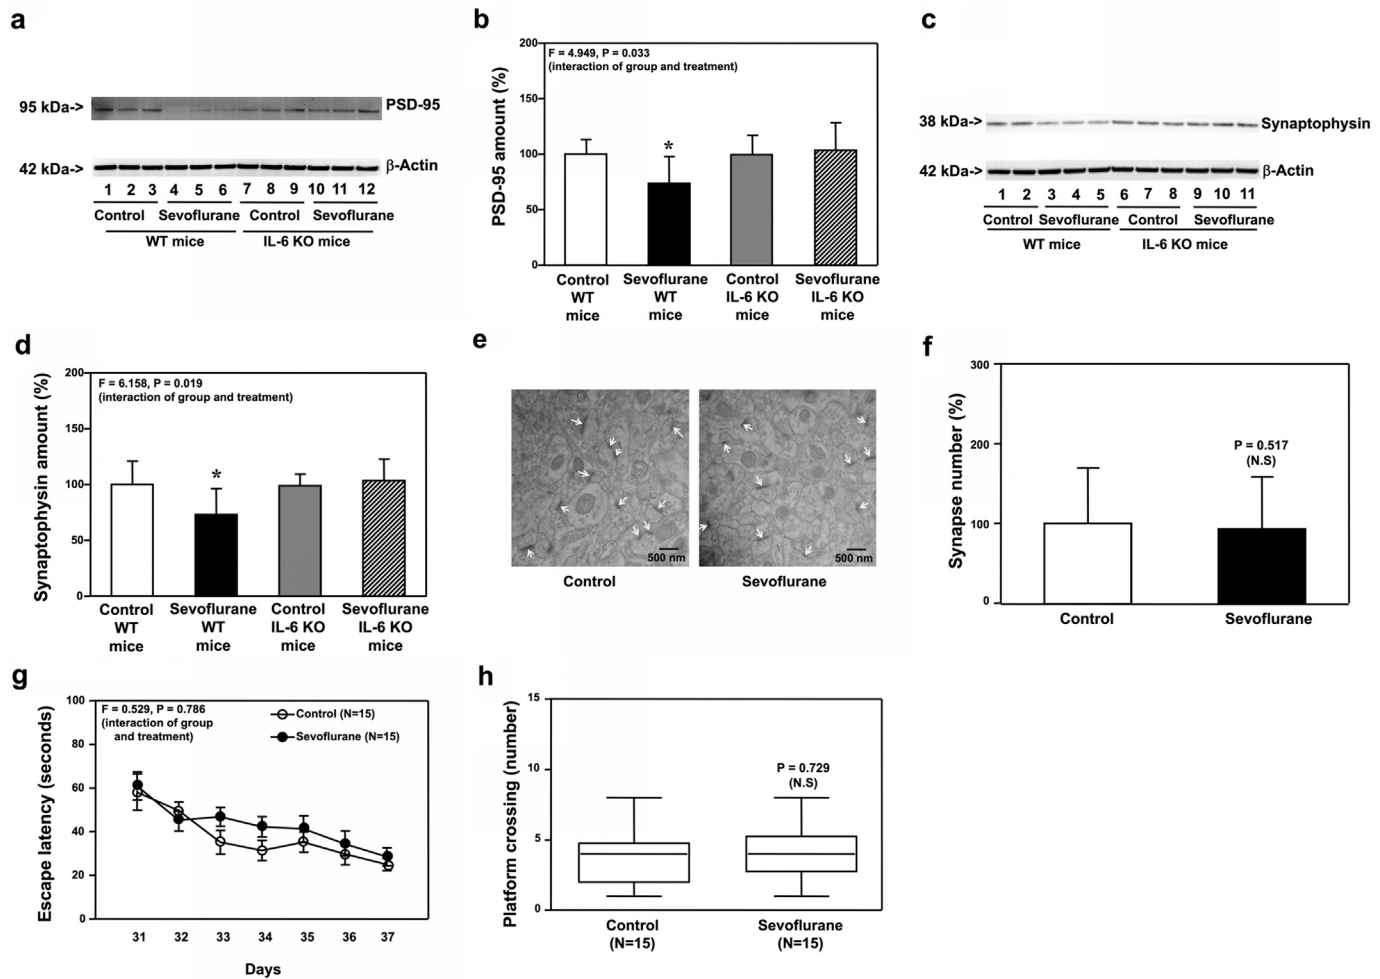 a
95 kDa->
PSD-95
42 kDa->
β-Actin
1 2 3 4 5 6 7 8 9 10 11 12
Control Sevoflurane Control Sevoflurane
WT mice IL-6 KO mice
b
PSD-95 amount (%)
200
150
100
50
0
F = 4.949, P = 0.033
(interaction of group and treatment)
*
Control Sevoflurane Control Sevoflurane
WT WT IL-6 KO IL-6 KO
mice mice mice mice
c
38 kDa->
Synaptophysin
42 kDa->
β-Actin
1 2 3 4 5 6 7 8 9 10 11
Control Sevoflurane Control Sevoflurane
WT mice IL-6 KO mice
d
Synaptophysin amount (%)
200
150
100
50
0
F = 6.158, P = 0.019
(interaction of group and treatment)
*
Control Sevoflurane Control Sevoflurane
WT WT IL-6 KO IL-6 KO
mice mice mice mice
e
500 nm
500 nm
Control Sevoflurane
f
Synapse number (%)
300
200
100
0
P = 0.517
(N.S)
Control Sevoflurane
g
Escape latency (seconds)
100
80
60
40
20
0
F = 0.529, P = 0.786
(interaction of group
and treatment)
Control (N=15)
Sevoflurane (N=15)
31 32 33 34 35 36 37
Days
h
Platform crossing (number)
15
10
5
0
P = 0.729
(N.S)
Control Sevoflurane
(N=15) (N=15)